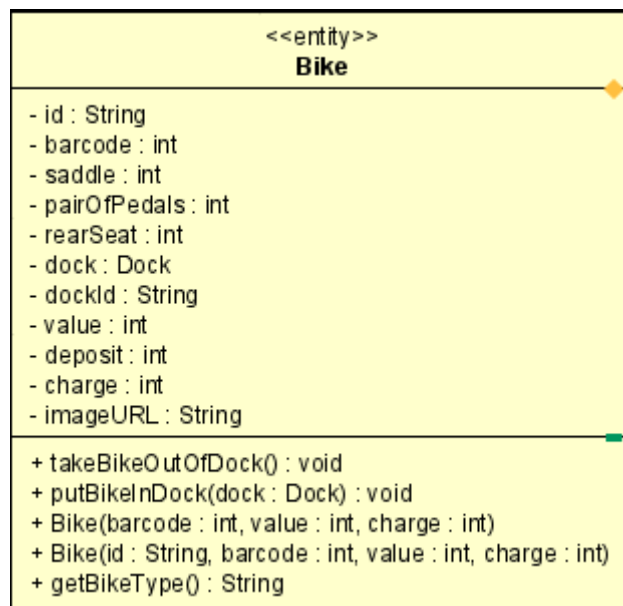 <<entity>>
Bike
- id : String
- barcode : int
- saddle : int
- pairOfPedals : int
- rearSeat : int
- dock : Dock
- dockId : String
- value : int
- deposit : int
- charge : int
- imageURL : String
+ takeBikeOutOfDock() : void
+ putBikeInDock(dock : Dock) : void
+ Bike(barcode : int, value : int, charge : int)
+ Bike(id : String, barcode : int, value : int, charge : int)
+ getBikeType() : String